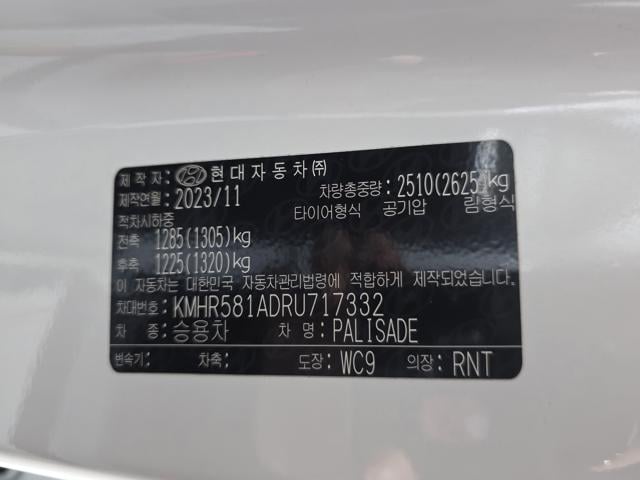 제 작 자: 현대자동차㈜
제작연월: 2023/11 차량총중량: 2510(2625)kg
적차시하중 타이어형식 공기압 림형식
전축 1285(1305)kg
후축 1225(1320)kg
이 자동차는 대한민국 자동차관리법령에 적합하게 제작되었습니다.
차대번호: KMHR581ADRU717332
차 종: 승용차 차 명: PALISADE
변속기: 감속: 도장: WC9 의장: RNT